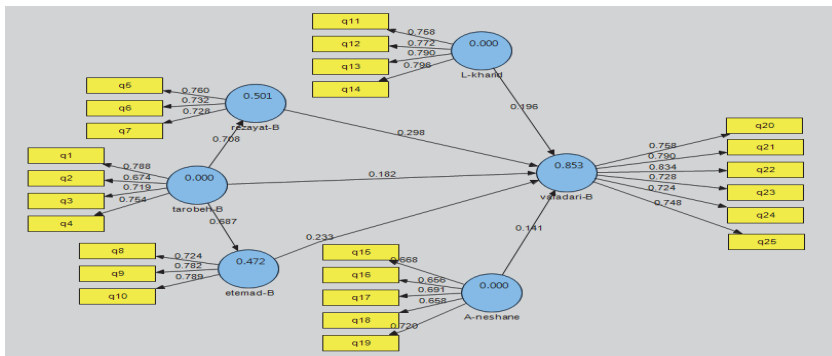 q11
0.758
q12
0.772
0.000
q13
0.790
q14
0.796
L-kharid
q5
0.760
0.501
q6
0.732
q7
0.728
rezayat-B
0.196
0.708
0.298
q20
0.758
q21
0.790
q1
0.788
q2
0.674
0.000
0.182
0.853
0.834
q22
q3
0.719
0.728
q23
q4
0.754
tarobeh-B
vafadari-B
0.724
q24
0.687
0.748
q25
q8
0.724
0.472
0.233
0.141
q9
0.782
q10
0.789
etemad-B
q15
0.668
q16
0.656
0.000
q17
0.691
q18
0.658
A-neshane
q19
0.720